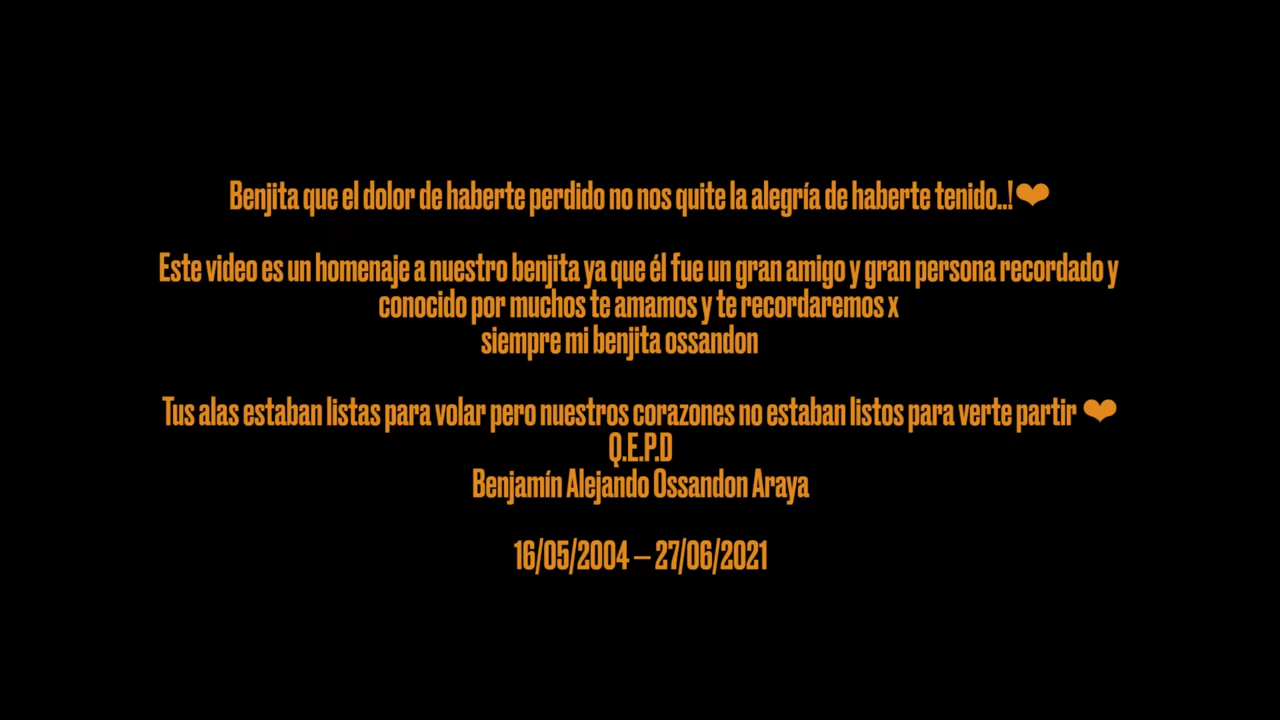 Benjita que el dolor de haberte perdido no nos quite la alegría de haberte tenido..!❤
Este video es un homenaje a nuestro benjita ya que él fue un gran amigo y gran persona recordado y
conocido por muchos te amamos y te recordaremos x
siempre mi benjita ossandon
Tus alas estaban listas para volar pero nuestros corazones no estaban listos para verte partir ❤
Q.E.P.D
Benjamín Alejando Ossandon Araya
16/05/2004 – 27/06/2021